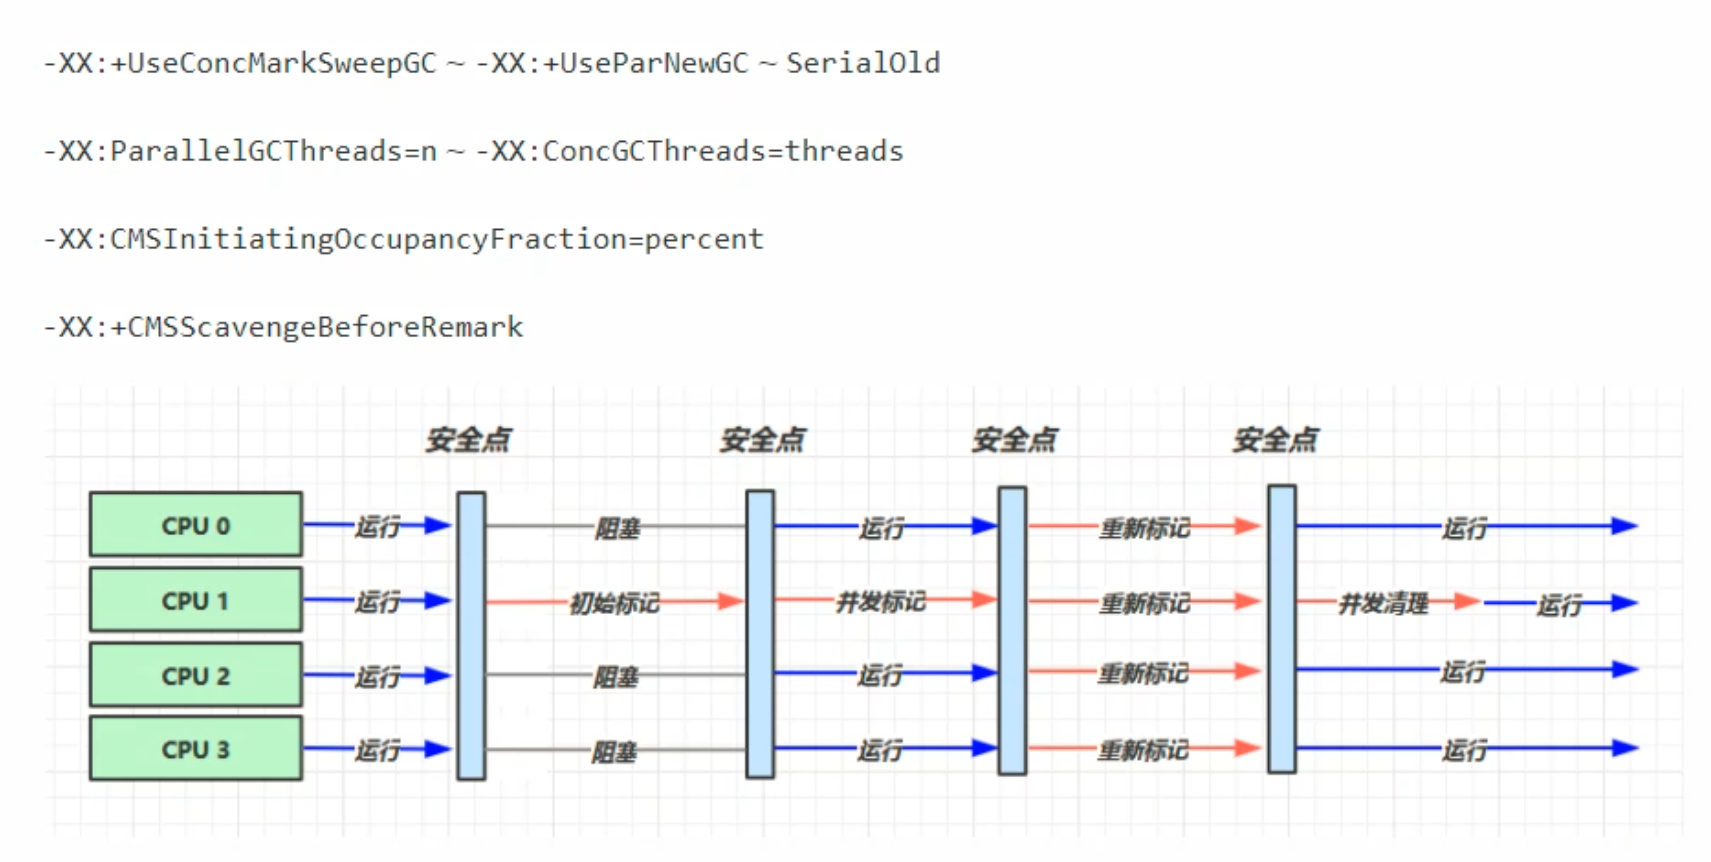 -XX:+UseConcMarkSweepGC ~ -XX:+UseParNewGC ~ SerialOld
-XX:ParallelGCThreads=n ~ -XX:ConcGCThreads=threads
-XX:CMSInitiatingOccupancyFraction=percent
-XX:+CMSScavengeBeforeRemark
安全点 安全点 安全点 安全点
CPU 0 运行 阻塞 运行 重新标记 运行
CPU 1 运行 初始标记 并发标记 重新标记 并发清理 运行
CPU 2 运行 阻塞 运行 重新标记 运行
CPU 3 运行 阻塞 运行 重新标记 运行